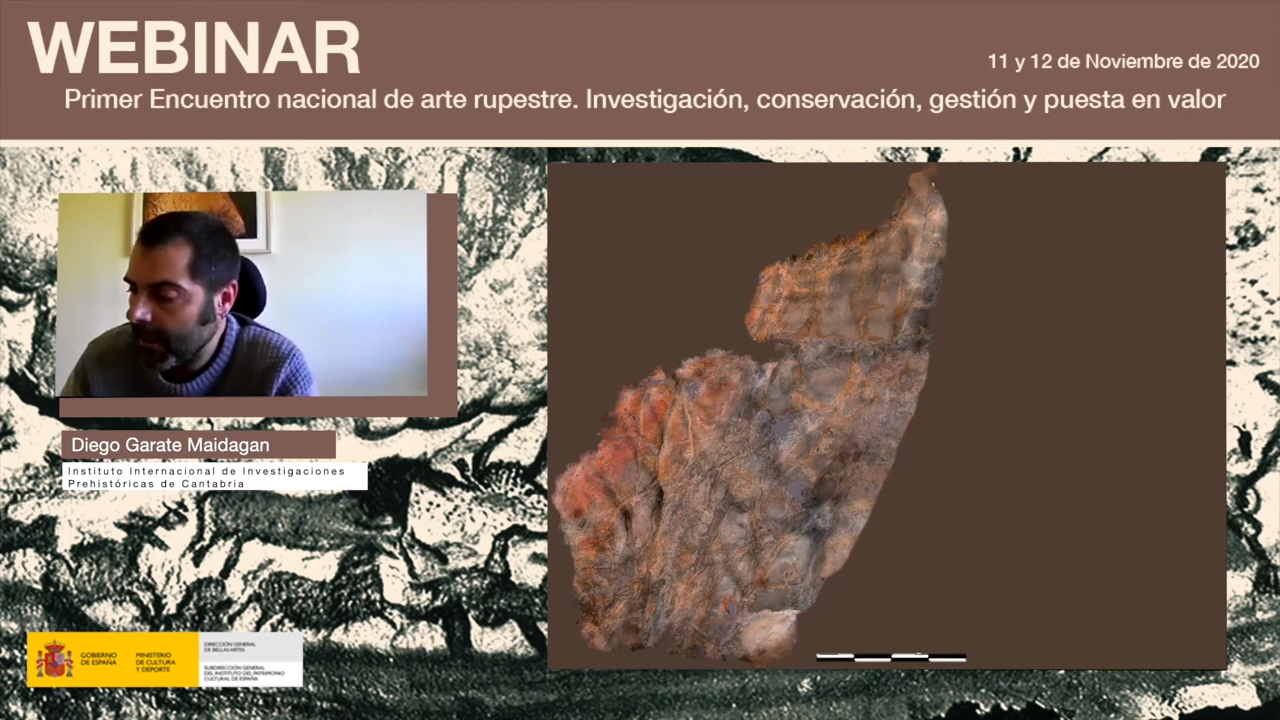 WEBINAR
11 y 12 de Noviembre de 2020
Primer Encuentro nacional de arte rupestre. Investigación, conservación, gestión y puesta en valor
Diego Garate Maidagan
Instituto Internacional de Investigaciones
Prehistóricas de Cantabria
GOBIERNO
DE ESPAÑA
MINISTERIO
DE CULTURA
Y DEPORTE
DIRECCIÓN GENERAL
DE BELLAS ARTES
SUBDIRECCIÓN GENERAL
DEL INSTITUTO DEL PATRIMONIO
CULTURAL DE ESPAÑA